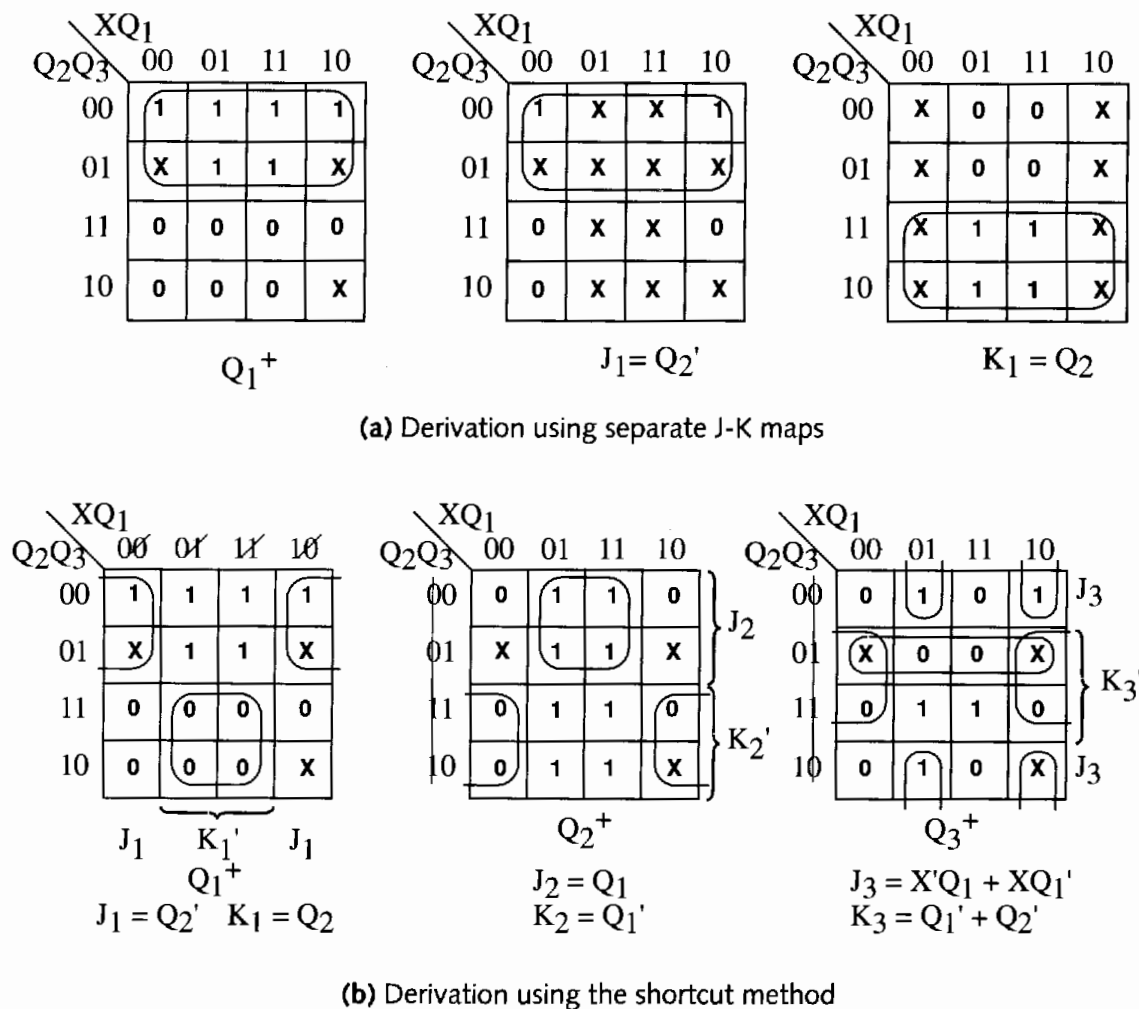 XQ1 XQ1 XQ1
Q2Q3 00 01 11 10 Q2Q3 00 01 11 10 Q2Q3 00 01 11 10
00 1 1 1 1 00 1 X X 1 00 X 0 0 X
01 X 1 1 X 01 X X X X 01 X 0 0 X
11 0 0 0 0 11 0 X X 0 11 X 1 1 X
10 0 0 0 X 10 0 X X X 10 X 1 1 X
Q1+ J1= Q2' K1 = Q2
(a) Derivation using separate J-K maps
XQ1 XQ1 XQ1
Q2Q3 00 01 11 10 Q2Q3 00 01 11 10 Q2Q3 00 01 11 10
00 1 1 1 1 00 0 1 1 0 J2 00 0 1 0 1 J3
01 X 1 1 X 01 X 1 1 X 01 X 0 0 X K3'
11 0 0 0 0 11 0 1 1 0 K2' 11 0 1 1 0
10 0 0 0 X 10 0 1 1 X 10 0 1 0 X J3
J1 K1' J1 Q2+ Q3+
Q1+ J2 = Q1 J3 = X'Q1 + XQ1'
J1 = Q2' K1 = Q2 K2 = Q1' K3 = Q1' + Q2'
(b) Derivation using the shortcut method